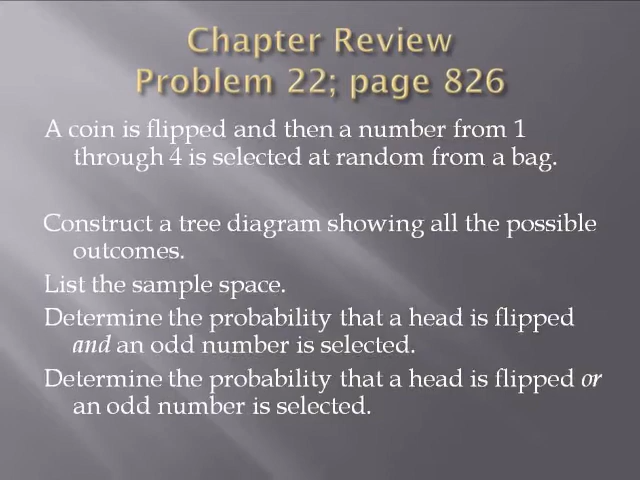 Chapter Review
Problem 22; page 826
A coin is flipped and then a number from 1
through 4 is selected at random from a bag.
Construct a tree diagram showing all the possible
outcomes.
List the sample space.
Determine the probability that a head is flipped
and an odd number is selected.
Determine the probability that a head is flipped or
an odd number is selected.